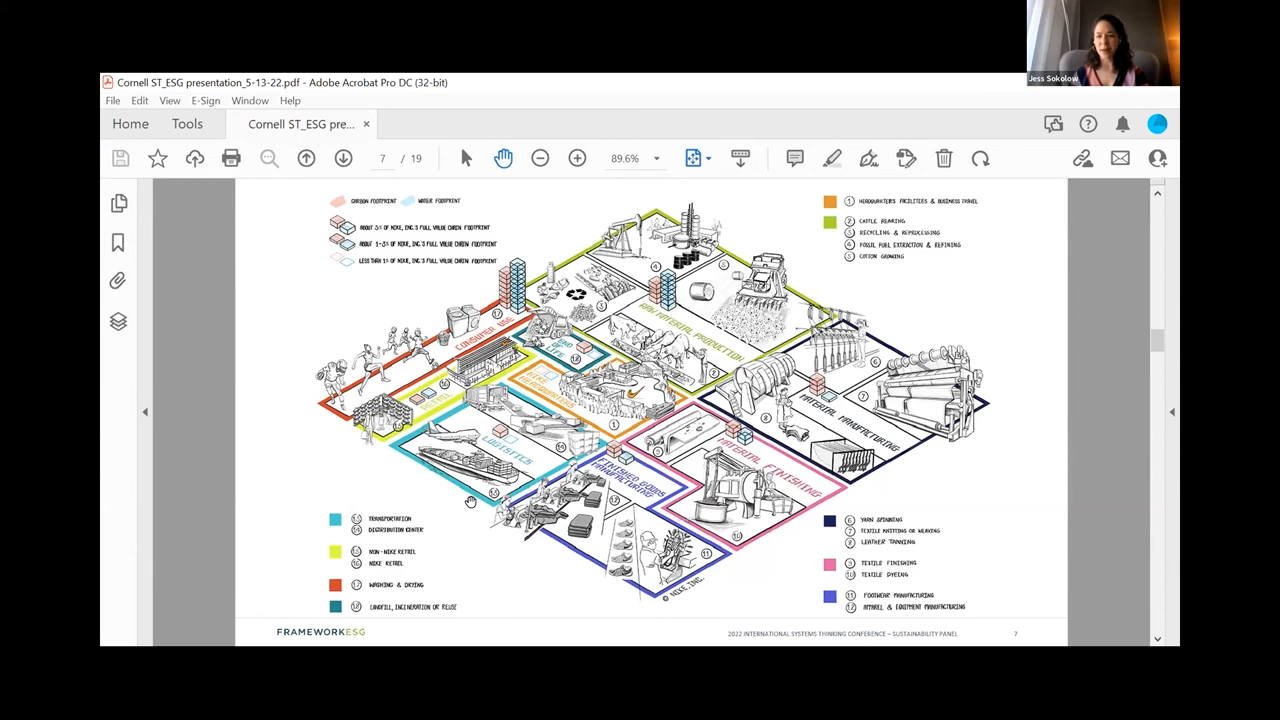 Jess Sokolow
Cornell ST_ESG presentation_5-13-22.pdf - Adobe Acrobat Pro DC (32-bit)
File Edit View E-Sign Window Help
Home Tools Cornell ST_ESG pre... ×
7 / 19 89.6%
CARBON FOOTPRINT WATER FOOTPRINT
ABOUT 5% OF NIKE, INC.'S FULL VALUE CHAIN FOOTPRINT
ABOUT 1-5% OF NIKE, INC.'S FULL VALUE CHAIN FOOTPRINT
LESS THAN 1% OF NIKE, INC.'S FULL VALUE CHAIN FOOTPRINT
1 HEADQUARTERS FACILITIES & BUSINESS TRAVEL
2 CATTLE REARING
3 RECYCLING & REPROCESSING
4 FOSSIL FUEL EXTRACTION & REFINING
5 COTTON GROWING
RAW MATERIAL PRODUCTION
CONSUMER USE
END OF LIFE
NIKE HEADQUARTERS
RETAIL
LOGISTICS
MATERIAL MANUFACTURING
MATERIAL FINISHING
FINISHED GOODS MANUFACTURING
© NIKE, INC.
TRANSPORTATION
14 DISTRIBUTION CENTER
NON-NIKE RETAIL
16 NIKE RETAIL
17 WASHING & DRYING
18 LANDFILL, INCINERATION OR REUSE
6 YARN SPINNING
7 TEXTILE KNITTING OR WEAVING
8 LEATHER TANNING
9 TEXTILE FINISHING
10 TEXTILE DYEING
11 FOOTWEAR MANUFACTURING
12 APPAREL & EQUIPMENT MANUFACTURING
FRAMEWORKESG
2022 INTERNATIONAL SYSTEMS THINKING CONFERENCE – SUSTAINABILITY PANEL 7